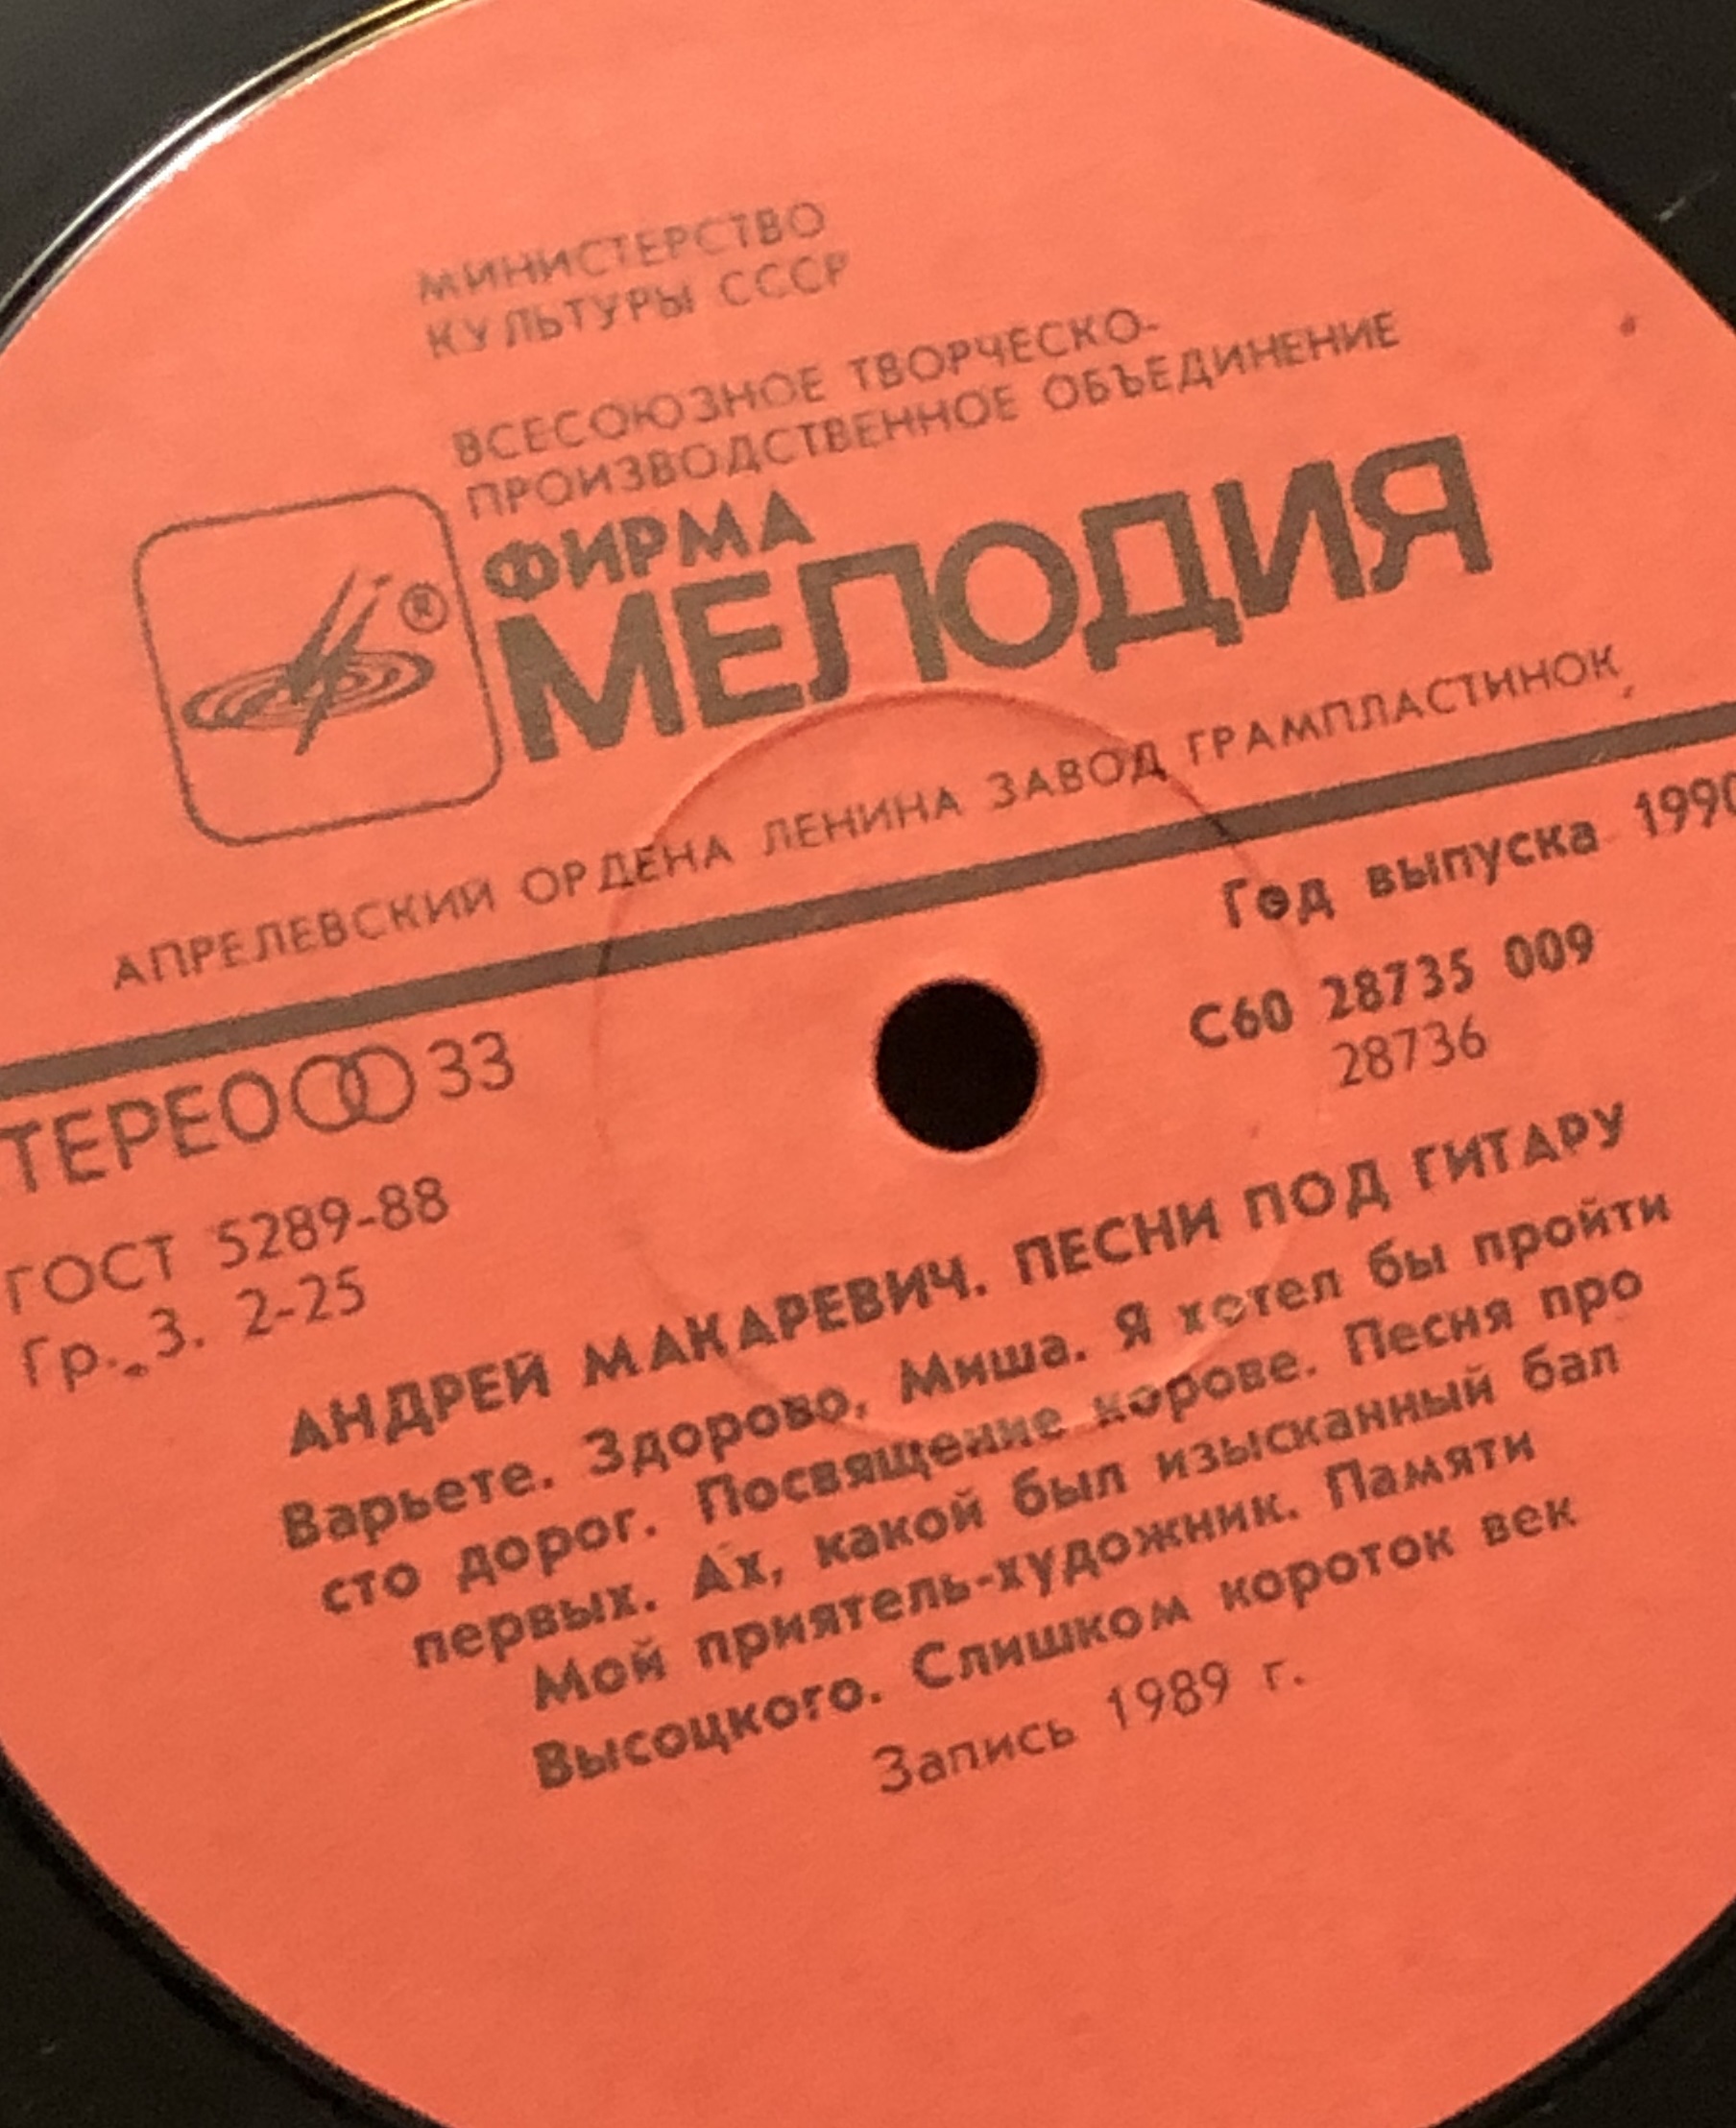 МИНИСТЕРСТВО
КУЛЬТУРЫ СССР
ВСЕСОЮЗНОЕ ТВОРЧЕСКО-
ПРОИЗВОДСТВЕННОЕ ОБЪЕДИНЕНИЕ
ФИРМА
МЕЛОДИЯ
®
АПРЕЛЕВСКИЙ ОРДЕНА ЛЕНИНА ЗАВОД ГРАМПЛАСТИНОК
Год выпуска 1990
ТЕРЕО 33
С60 28735 009
28736
ГОСТ 5289-88
Гр. 3. 2-25
АНДРЕЙ МАКАРЕВИЧ. ПЕСНИ ПОД ГИТАРУ
Варьете. Здорово, Миша. Я хотел бы пройти
сто дорог. Посвящение корове. Песня про
первых. Ах, какой был изысканный бал
Мой приятель-художник. Памяти
Высоцкого. Слишком короток век
Запись 1989 г.